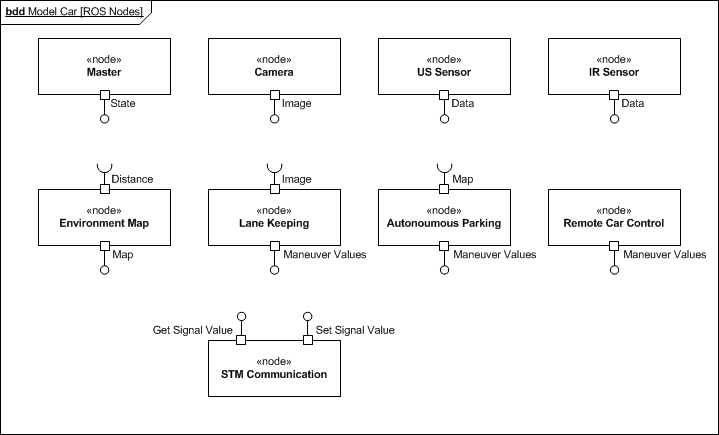 bdd Model Car [ROS Nodes]
«node»
Master
State
«node»
Camera
Image
«node»
US Sensor
Data
«node»
IR Sensor
Data
Distance
«node»
Environment Map
Map
Image
«node»
Lane Keeping
Maneuver Values
Map
«node»
Autonoumous Parking
Maneuver Values
«node»
Remote Car Control
Maneuver Values
Get Signal Value
Set Signal Value
«node»
STM Communication